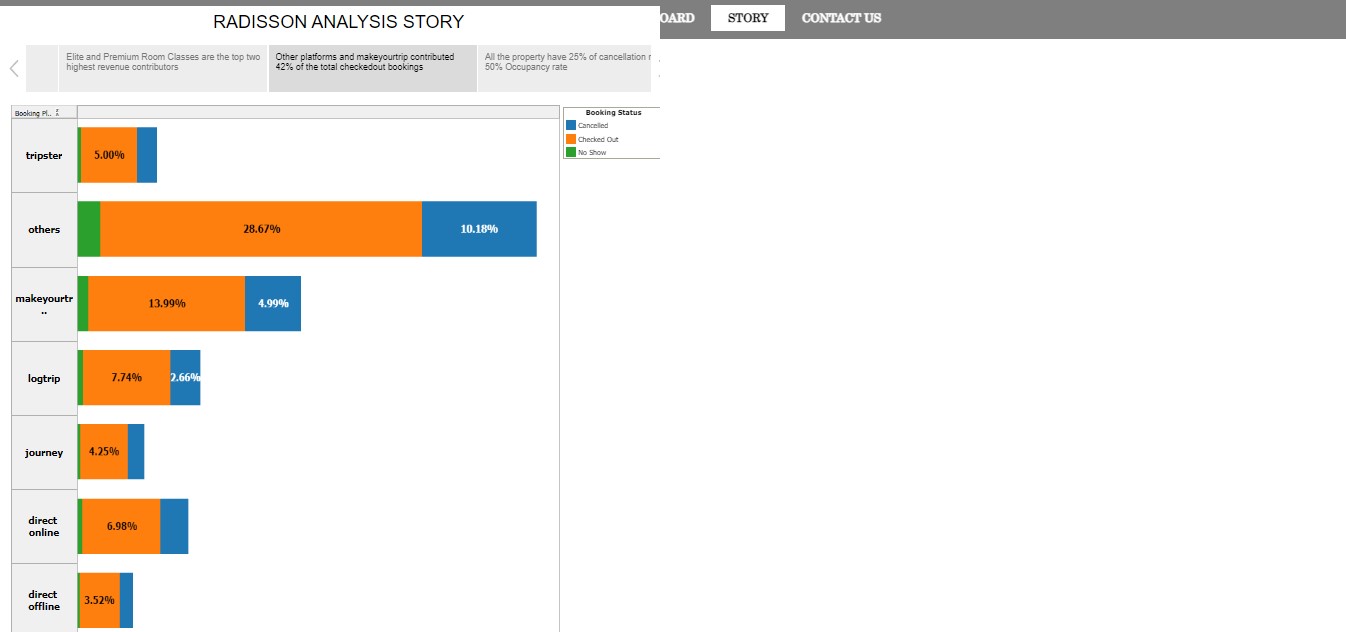 RADISSON ANALYSIS STORY
OARD
STORY
CONTACT US
Elite and Premium Room Classes are the top two
highest revenue contributors
Other platforms and makeyourtrip contributed
42% of the total checkedout bookings
All the property have 25% of cancellation r
50% Occupancy rate
Booking Pl..
Booking Status
Cancelled
Checked Out
No Show
tripster
5.00%
others
28.67%
10.18%
makeyourtr
..
13.99%
4.99%
logtrip
7.74%
2.66%
journey
4.25%
direct
online
6.98%
direct
offline
3.52%